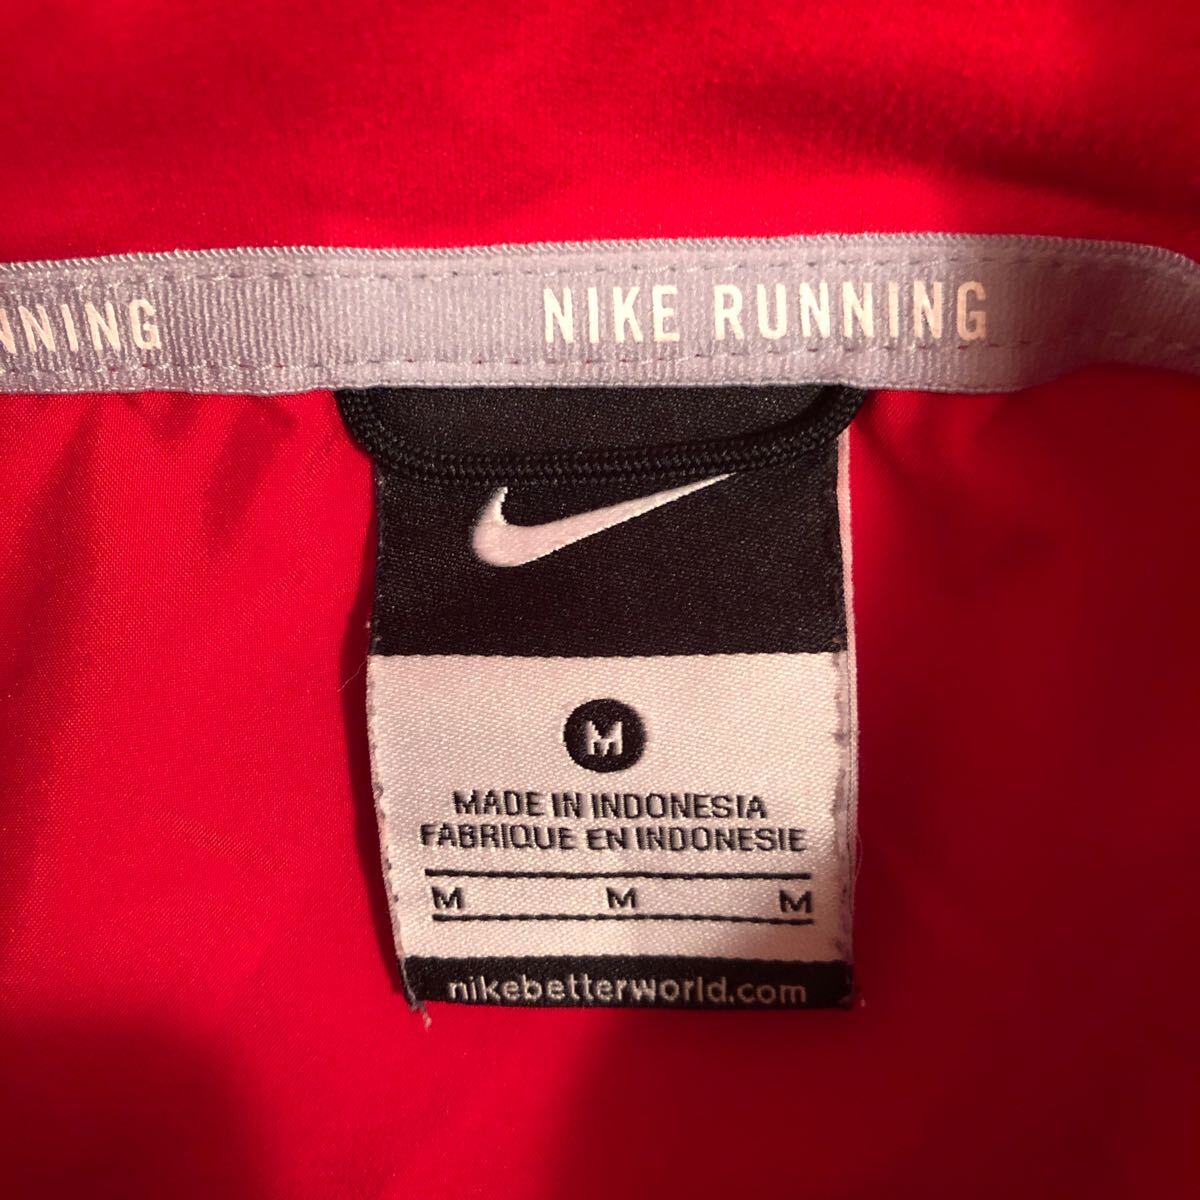 NNING NIKE RUNNING
M
MADE IN INDONESIA
FABRIQUE EN INDONESIE
M M M
nikebetterworld.com